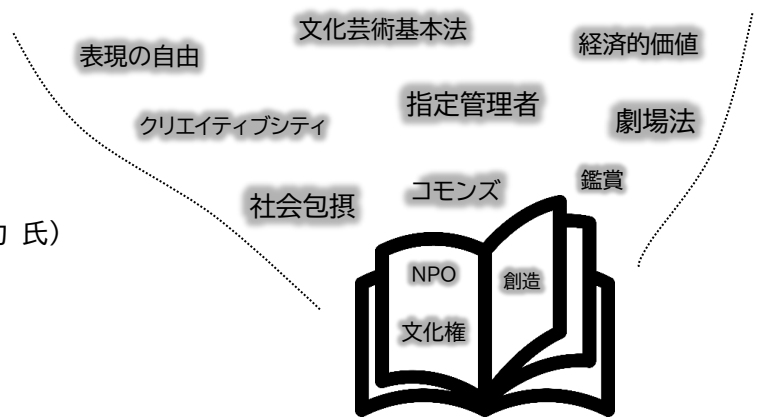 文化芸術基本法
表現の自由
経済的価値
指定管理者
クリエイティブシティ
劇場法
鑑賞
コモンズ
社会包摂
氏）
NPO
創造
文化権